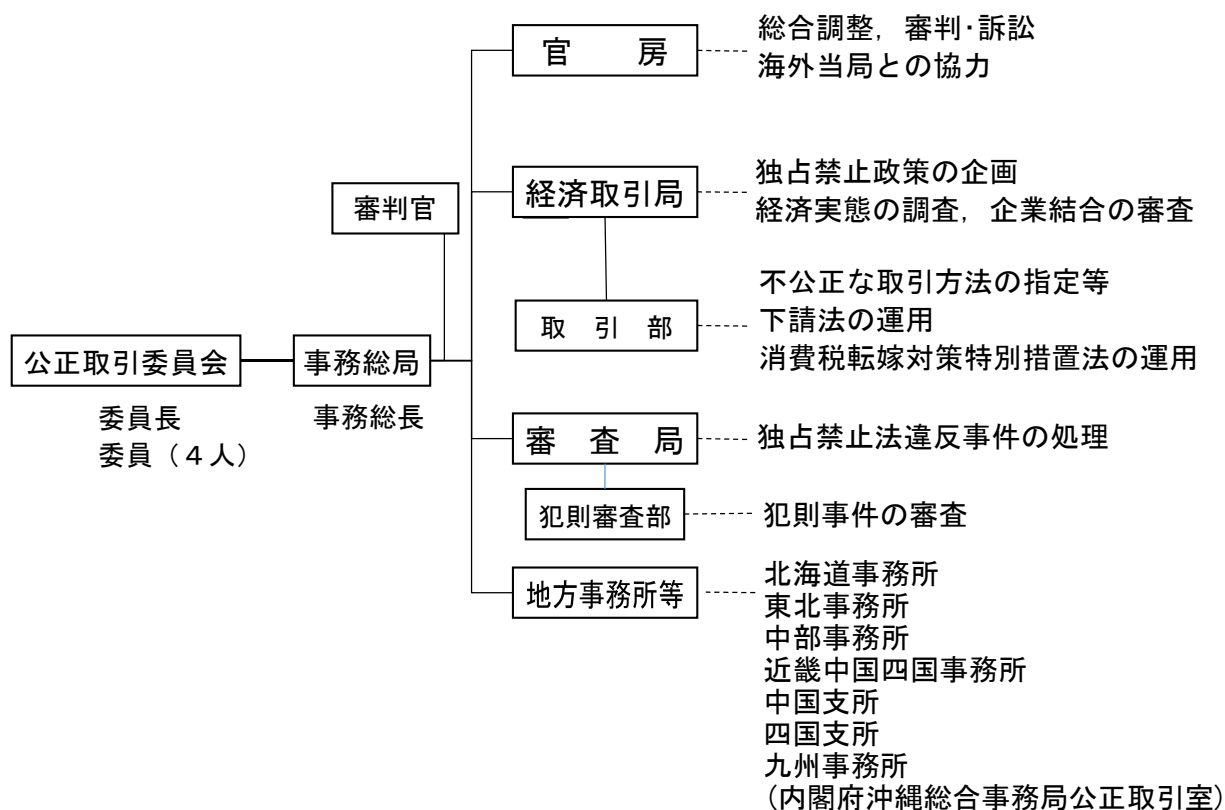 官　房
総合調整，審判・訴訟
海外当局との協力
審判官
経済取引局
独占禁止政策の企画
経済実態の調査，企業結合の審査
取　引　部
不公正な取引方法の指定等
下請法の運用
消費税転嫁対策特別措置法の運用
公正取引委員会
委員長
委員（４人）
事務総局
事務総長
審　査　局
独占禁止法違反事件の処理
犯則審査部
犯則事件の審査
地方事務所等
北海道事務所
東北事務所
中部事務所
近畿中国四国事務所
中国支所
四国支所
九州事務所
(内閣府沖縄総合事務局公正取引室)